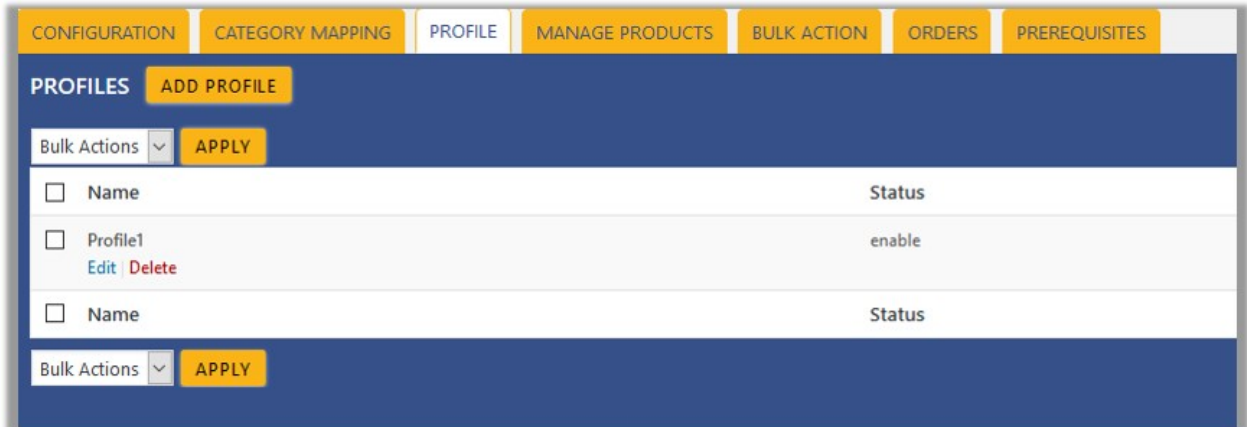 CONFIGURATION CATEGORY MAPPING PROFILE MANAGE PRODUCTS BULK ACTION ORDERS PREREQUISITES
PROFILES ADD PROFILE
Bulk Actions APPLY
Name Status
Profile1 enable
Edit | Delete
Name Status
Bulk Actions APPLY